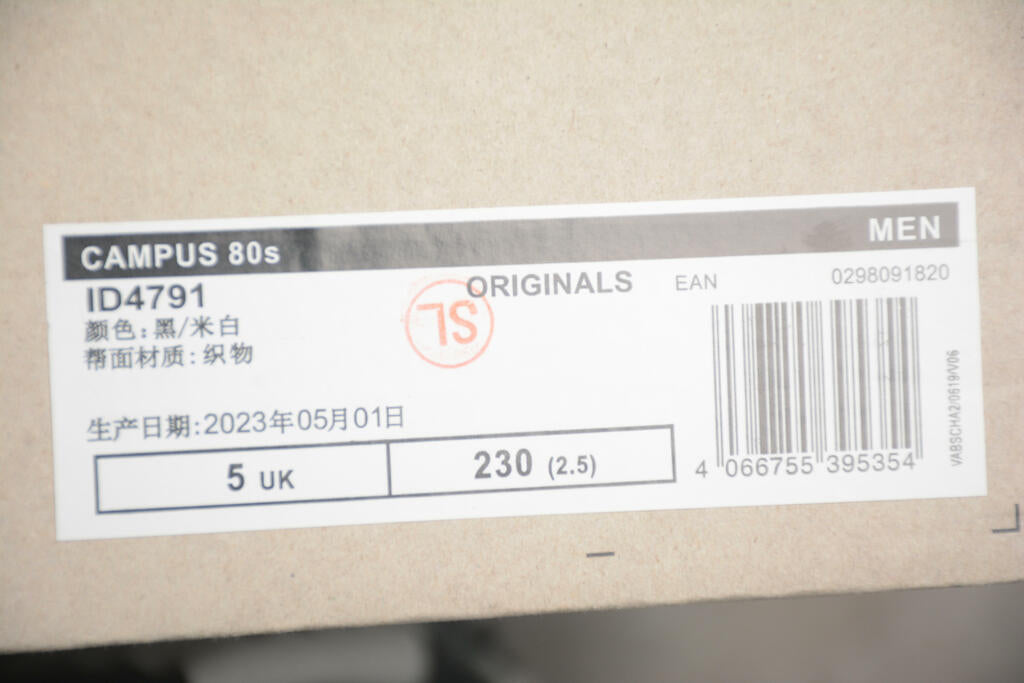 CAMPUS 80s MEN
ID4791 ORIGINALS EAN 0298091820
颜色:黑/米白
帮面材质:织物
SL
生产日期:2023年05月01日
5 UK 230 (2.5)
4 066755 395354
VABSCHA2/0619/V06